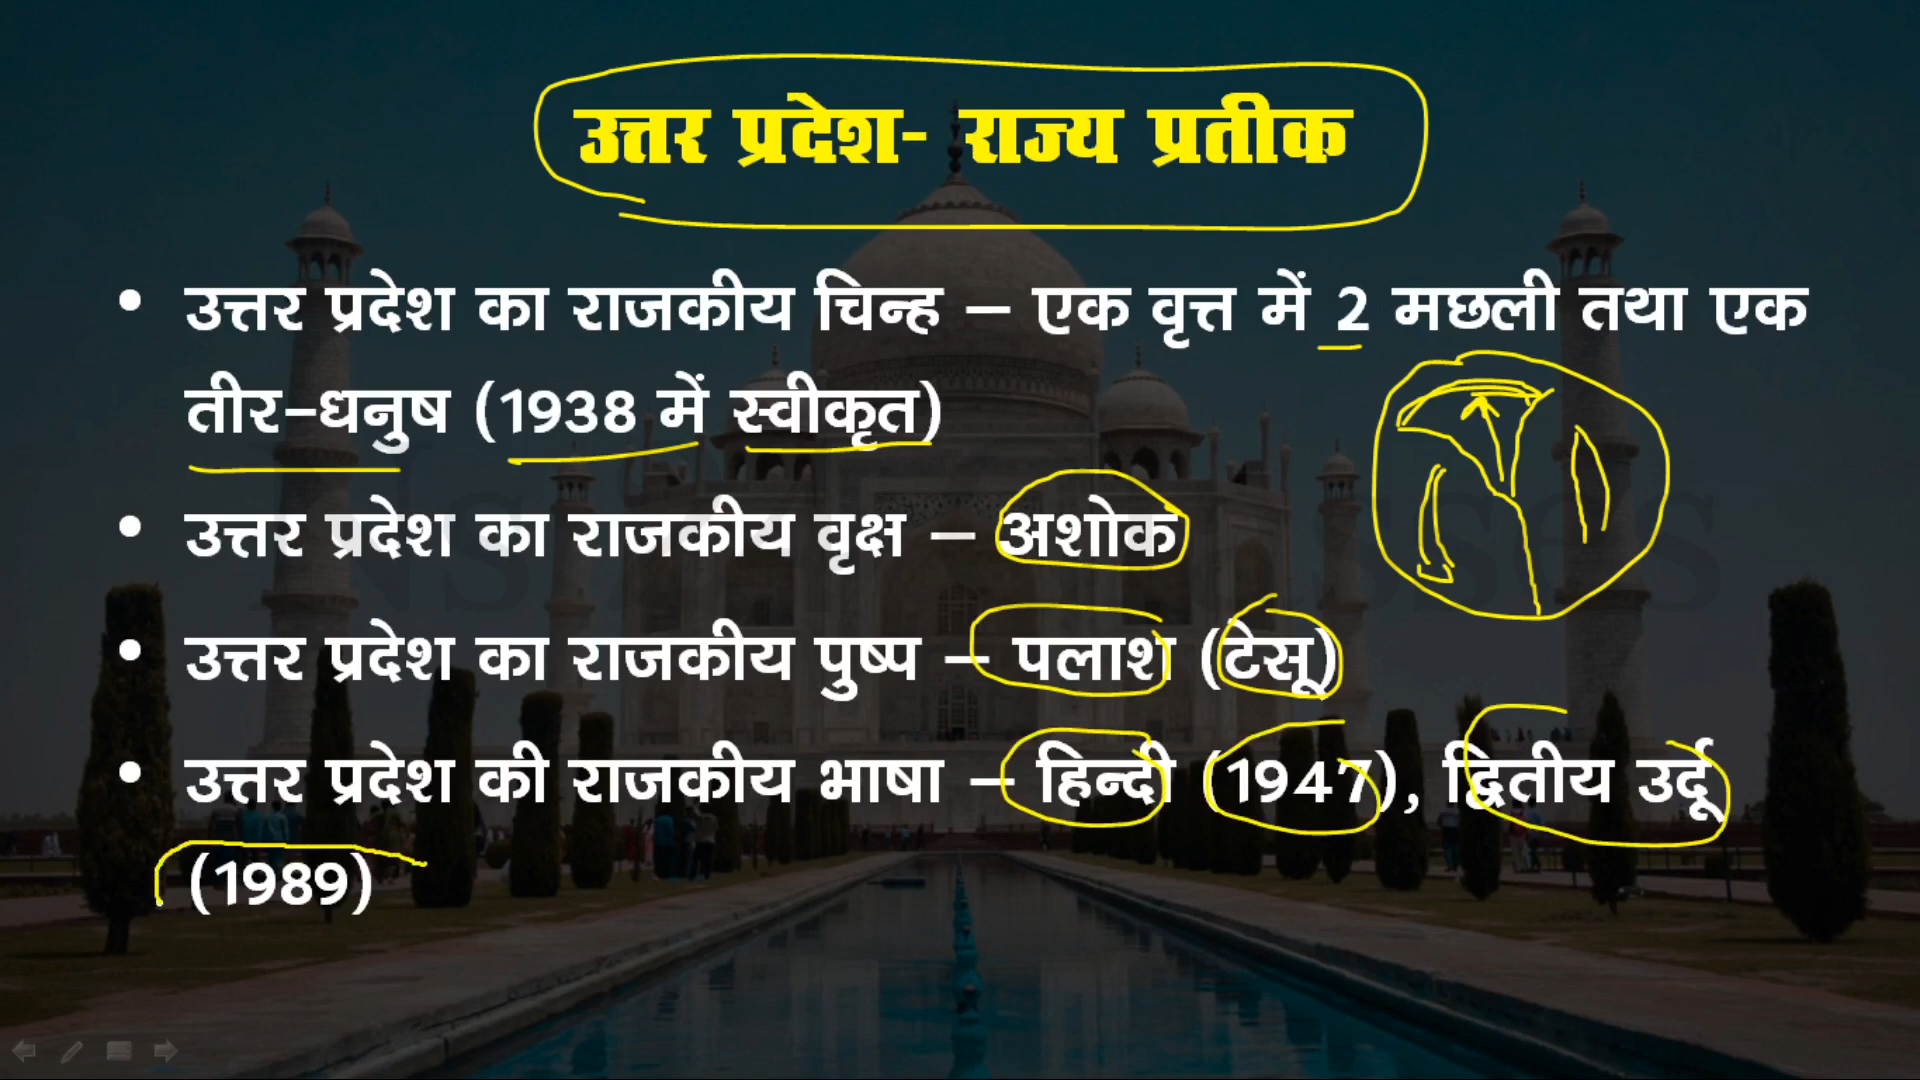 उत्तर प्रदेश- राज्य प्रतीक
• उत्तर प्रदेश का राजकीय चिन्ह – एक वृत्त में 2 मछली तथा एक
तीर-धनुष (1938 में स्वीकृत)
• उत्तर प्रदेश का राजकीय वृक्ष – अशोक
• उत्तर प्रदेश का राजकीय पुष्प – पलाश (टेसू)
• उत्तर प्रदेश की राजकीय भाषा – हिन्दी (1947), द्वितीय उर्दू
(1989)